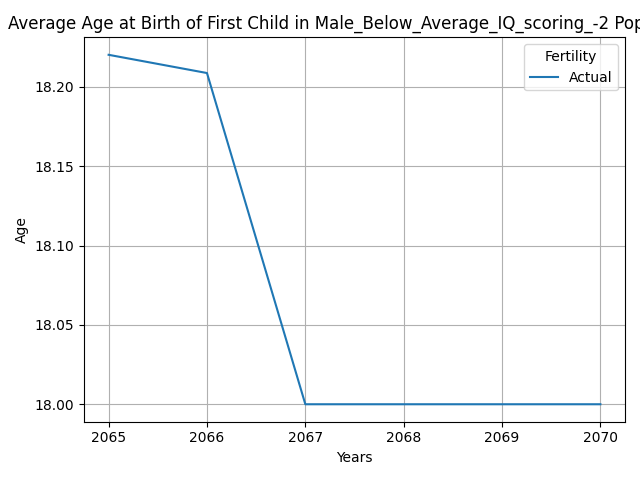 Average Age at Birth of First Child in Male_Below_Average_IQ_scoring_-2
Fertility
Actual
18.20
18.15
18.10
18.05
18.00
Age
2065 2066 2067 2068 2069 2070
Years